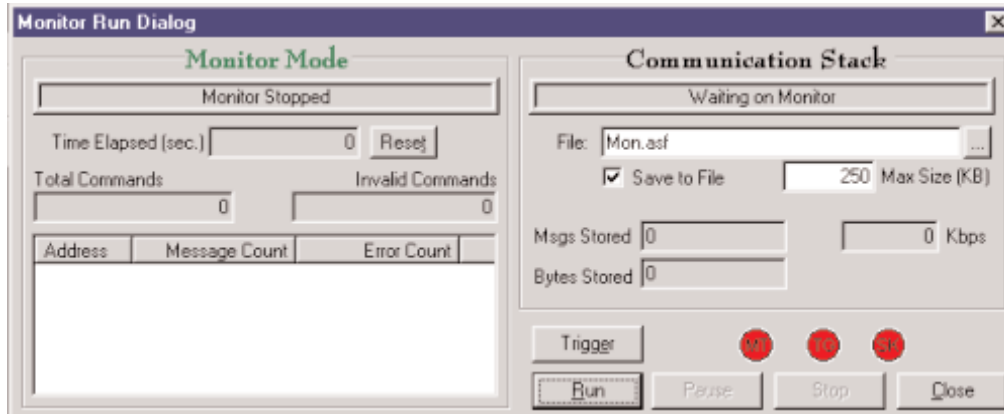 Monitor Run Dialog
Monitor Mode
Monitor Stopped
Time Elapsed (sec.) 0 Reset
Total Commands Invalid Commands
0 0
Address Message Count Error Count
Communication Stack
Waiting on Monitor
File: Mon.asf ...
Save to File 250 Max Size (KB)
Msgs Stored 0 0 Kbps
Bytes Stored 0
Trigger MT TO
Run Pause Stop Close